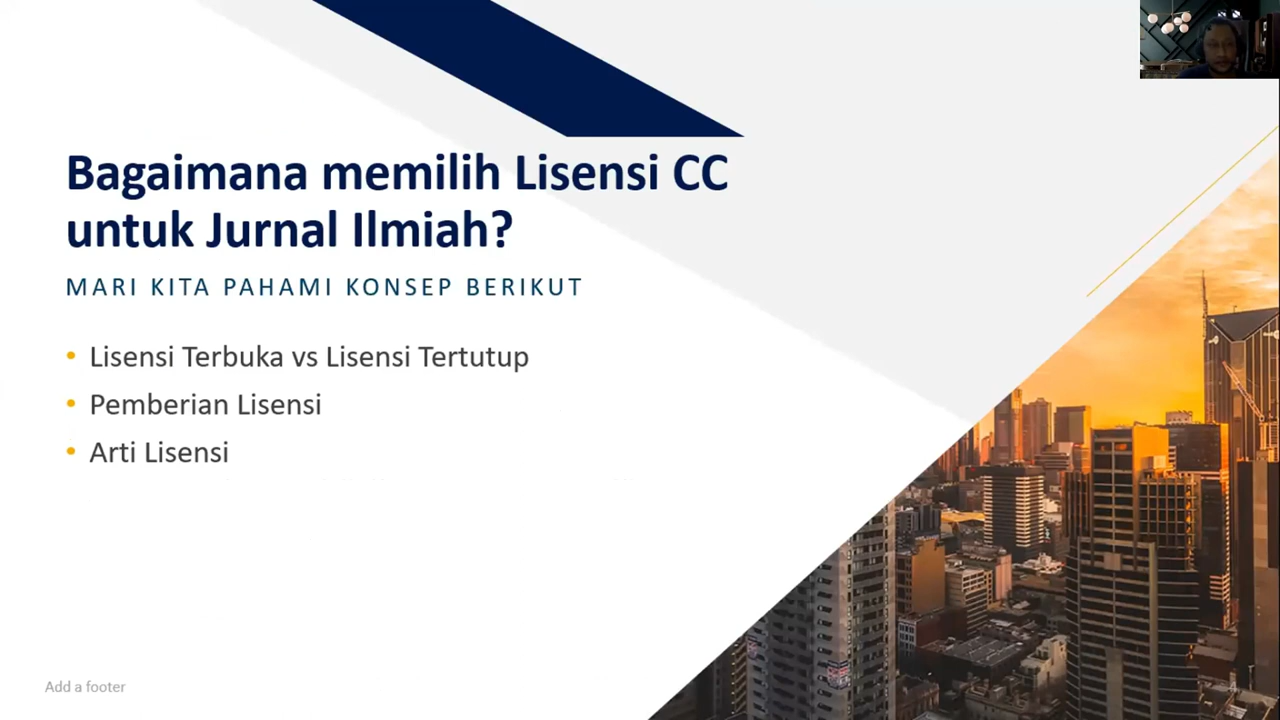 Bagaimana memilih Lisensi CC
untuk Jurnal Ilmiah?
MARI KITA PAHAMI KONSEP BERIKUT
• Lisensi Terbuka vs Lisensi Tertutup
• Pemberian Lisensi
• Arti Lisensi
Add a footer
4